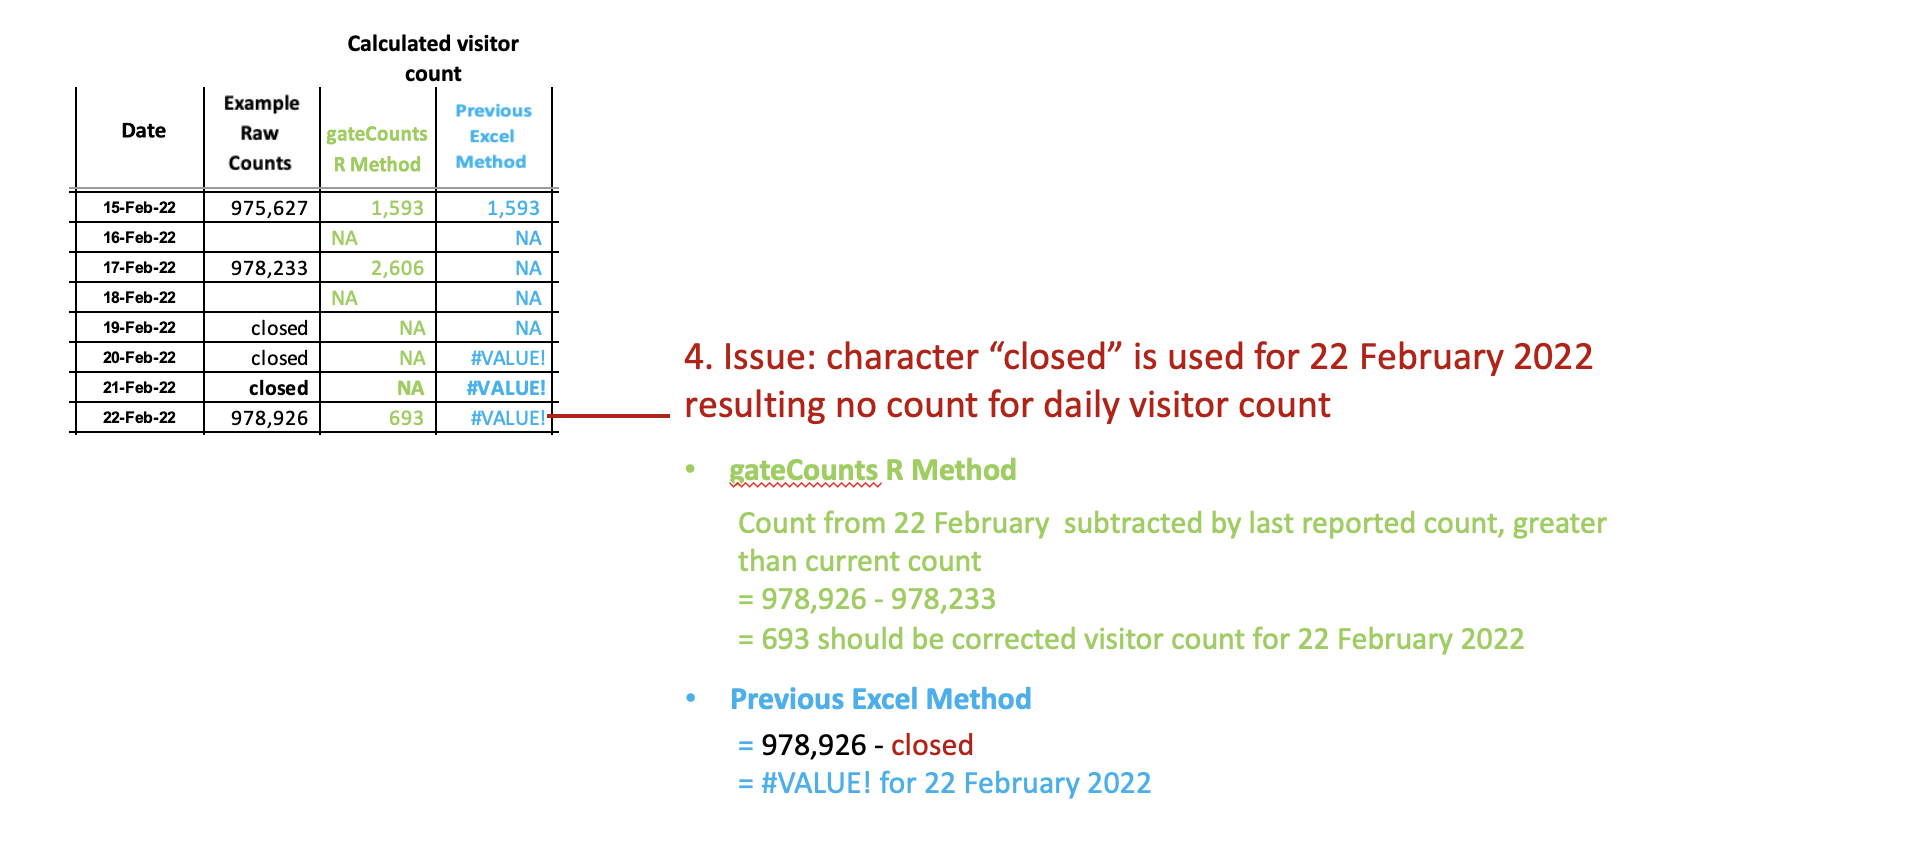 Calculated visitor
count
Date
Example
Raw
Counts
gateCounts
R Method
Previous
Excel
Method
15-Feb-22 975,627 1,593 1,593
16-Feb-22 NA NA
17-Feb-22 978,233 2,606 NA
18-Feb-22 NA NA
19-Feb-22 closed NA NA
20-Feb-22 closed NA #VALUE!
21-Feb-22 closed NA #VALUE!
22-Feb-22 978,926 693 #VALUE!
4. Issue: character “closed” is used for 22 February 2022
resulting no count for daily visitor count
• gateCounts R Method
Count from 22 February  subtracted by last reported count, greater
than current count
= 978,926 - 978,233
= 693 should be corrected visitor count for 22 February 2022
• Previous Excel Method
= 978,926 - closed
= #VALUE! for 22 February 2022